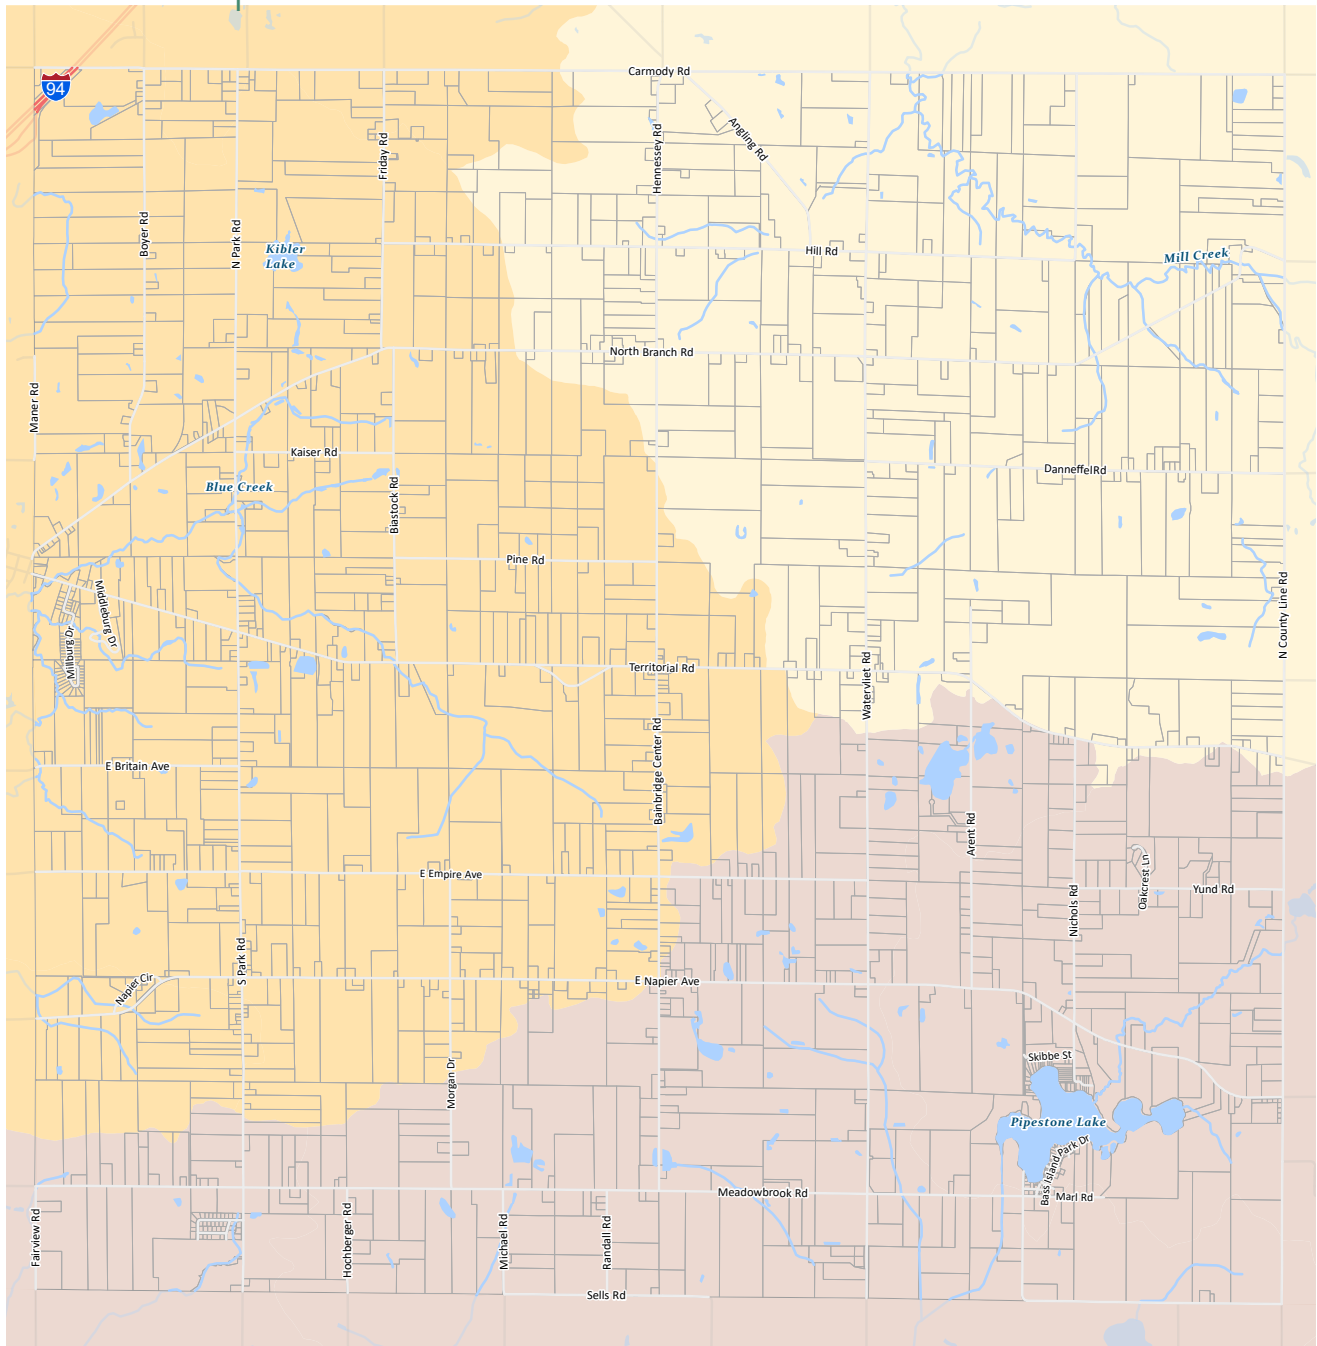 Carmody Rd
94
Angling Rd
Friday Rd
Hennessey Rd
Boyer Rd
N Park Rd
Kibler
Lake
Hill Rd
Mill Creek
North Branch Rd
Maner Rd
Kaiser Rd
Danneffel Rd
Blue Creek
Biastock Rd
Pine Rd
Middleburg Dr
N County Line Rd
Millburg Dr
Territorial Rd
Watervliet Rd
Bainbridge Center Rd
E Britain Ave
Arent Rd
E Empire Ave
Oakcrest Ln
Yund Rd
Nichols Rd
S Park Rd
Napier Cir
E Napier Ave
Skibbe St
Morgan Dr
Pipestone Lake
Bass Island Park Dr
Meadowbrook Rd
Marl Rd
Fairview Rd
Hochberger Rd
Michael Rd
Randall Rd
Sells Rd